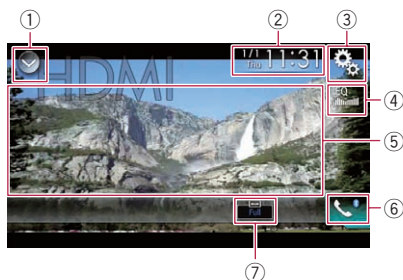 ① ② ③
HDMI
1/1 Thu 11:31
EQ
④
⑤
Full
⑥
⑦